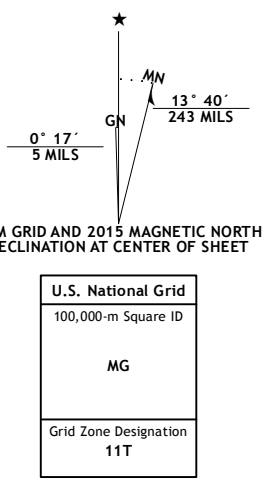 MN
GN
13° 40´
243 MILS
0° 17´
5 MILS
M GRID AND 2015 MAGNETIC NORTH
ECLINATION AT CENTER OF SHEET
U.S. National Grid
100,000-m Square ID
MG
Grid Zone Designation
11T